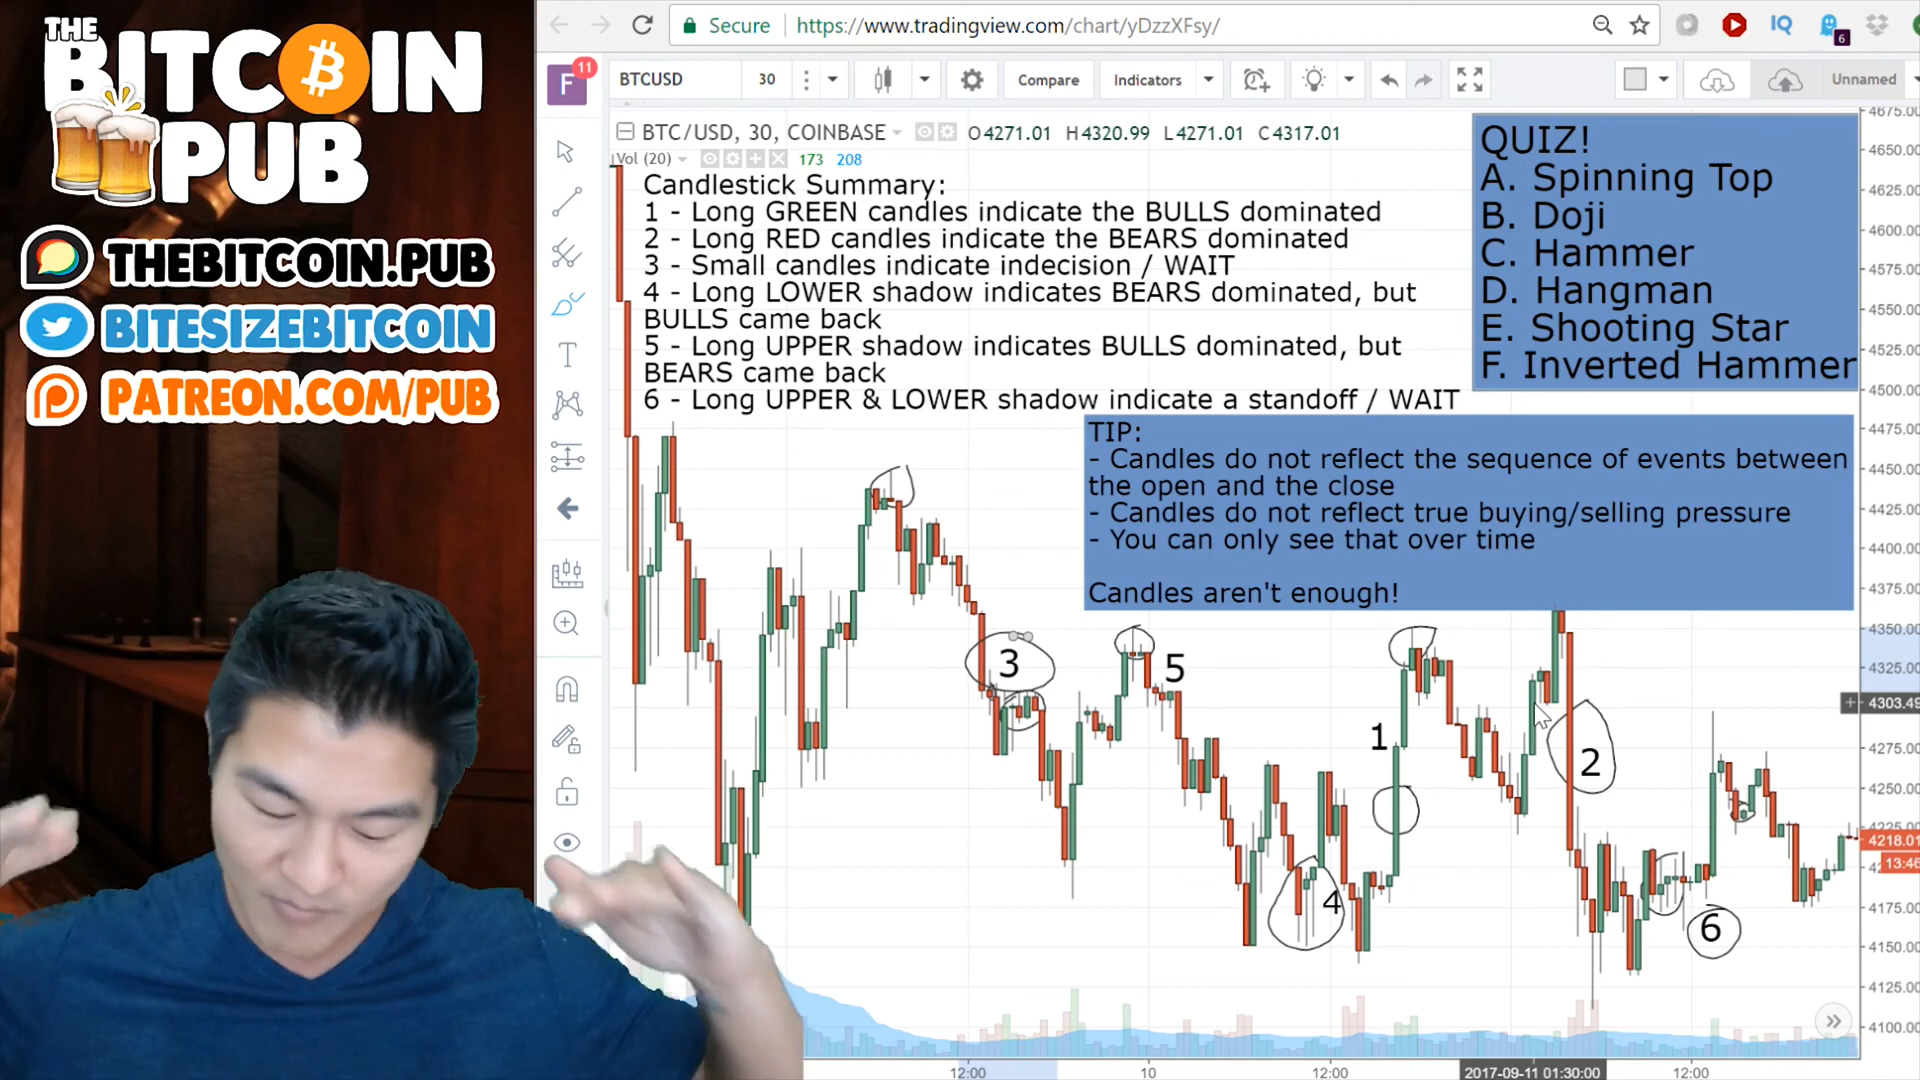 THE
BITCOIN
PUB
THEBITCOIN.PUB
BITESIZEBITCOIN
PATREON.COM/PUB
Secure https://www.tradingview.com/chart/yDzzXFsy/
IQ
6
F
11
BTCUSD 30 Compare Indicators Unnamed
BTC/USD, 30, COINBASE O4271.01 H4320.99 L4271.01 C4317.01
Vol (20) 173 208
Candlestick Summary:
1 - Long GREEN candles indicate the BULLS dominated
2 - Long RED candles indicate the BEARS dominated
3 - Small candles indicate indecision / WAIT
4 - Long LOWER shadow indicates BEARS dominated, but
BULLS came back
5 - Long UPPER shadow indicates BULLS dominated, but
BEARS came back
6 - Long UPPER & LOWER shadow indicate a standoff / WAIT
QUIZ!
A. Spinning Top
B. Doji
C. Hammer
D. Hangman
E. Shooting Star
F. Inverted Hammer
TIP:
- Candles do not reflect the sequence of events between
the open and the close
- Candles do not reflect true buying/selling pressure
- You can only see that over time
Candles aren't enough!
3
5
1
2
4
6
4650.00
4625.00
4600.00
4575.00
4550.00
4525.00
4500.00
4475.00
4450.00
4425.00
4400.00
4375.00
4350.00
4325.00
4303.49
4275.00
4250.00
4218.01
13:46
4175.00
4150.00
4125.00
4100.00
12:00 10 12:00 2017-09-11 01:30:00 12:00